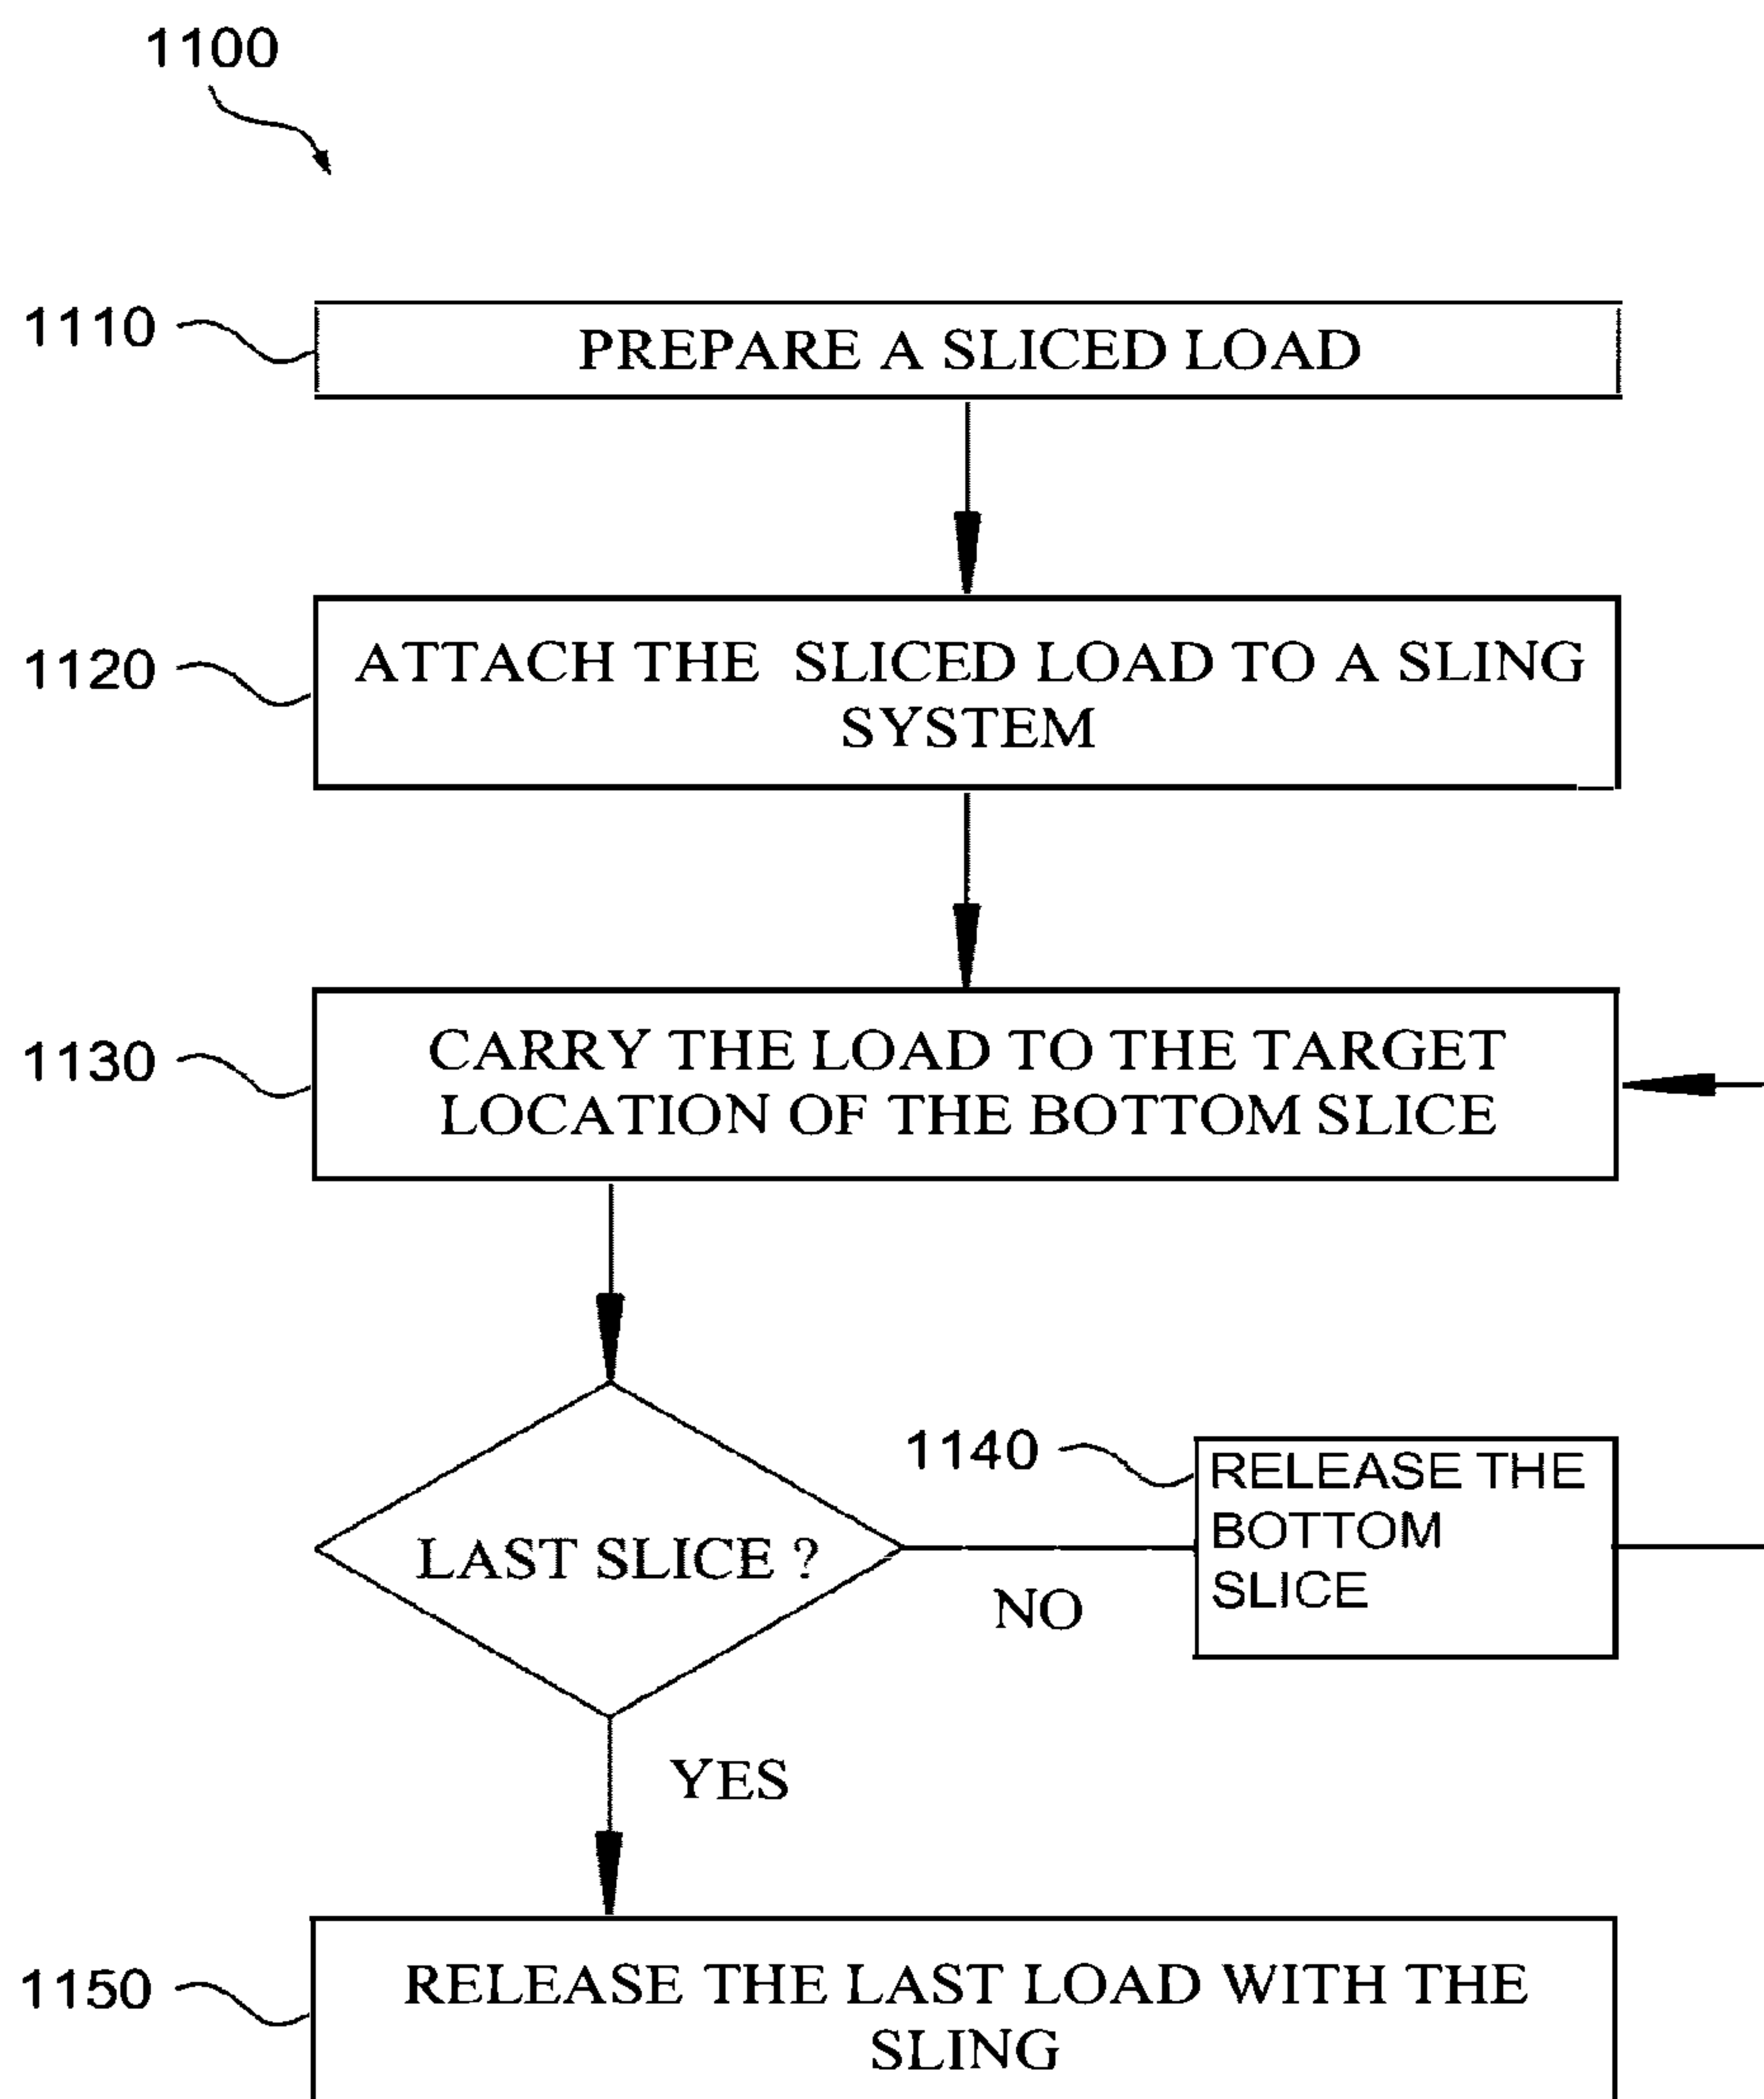 1100
1110
PREPARE A SLICED LOAD
1120
ATTACH THE SLICED LOAD TO A SLING
SYSTEM
1130
CARRY THE LOAD TO THE TARGET
LOCATION OF THE BOTTOM SLICE
LAST SLICE ?
NO
1140
RELEASE THE
BOTTOM
SLICE
YES
1150
RELEASE THE LAST LOAD WITH THE
SLING